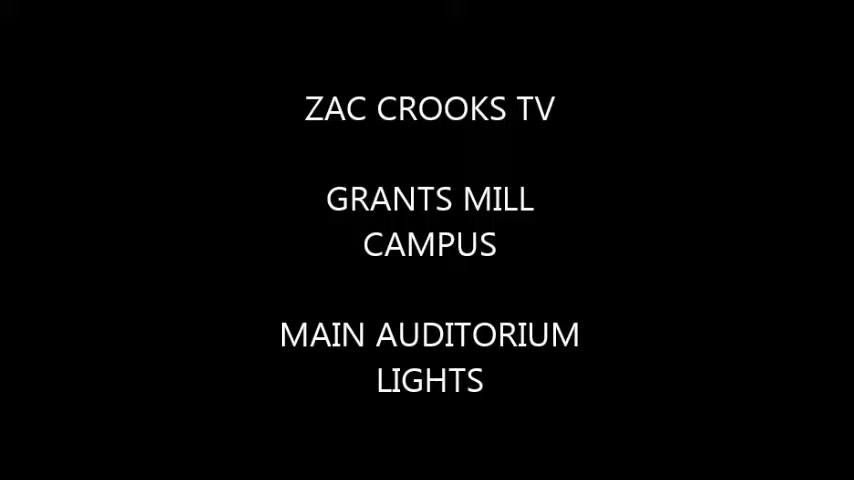 ZAC CROOKS TV
GRANTS MILL
CAMPUS
MAIN AUDITORIUM
LIGHTS